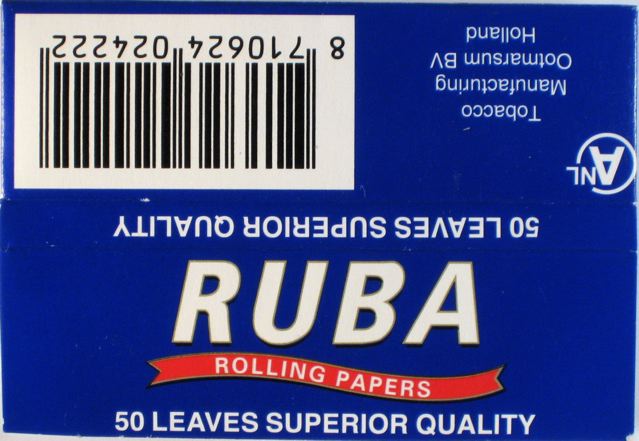 8 710624 024222
Tobacco
Manufacturing
Ootmarsum BV
Holland
A NL
50 LEAVES SUPERIOR QUALITY
RUBA
ROLLING PAPERS
50 LEAVES SUPERIOR QUALITY